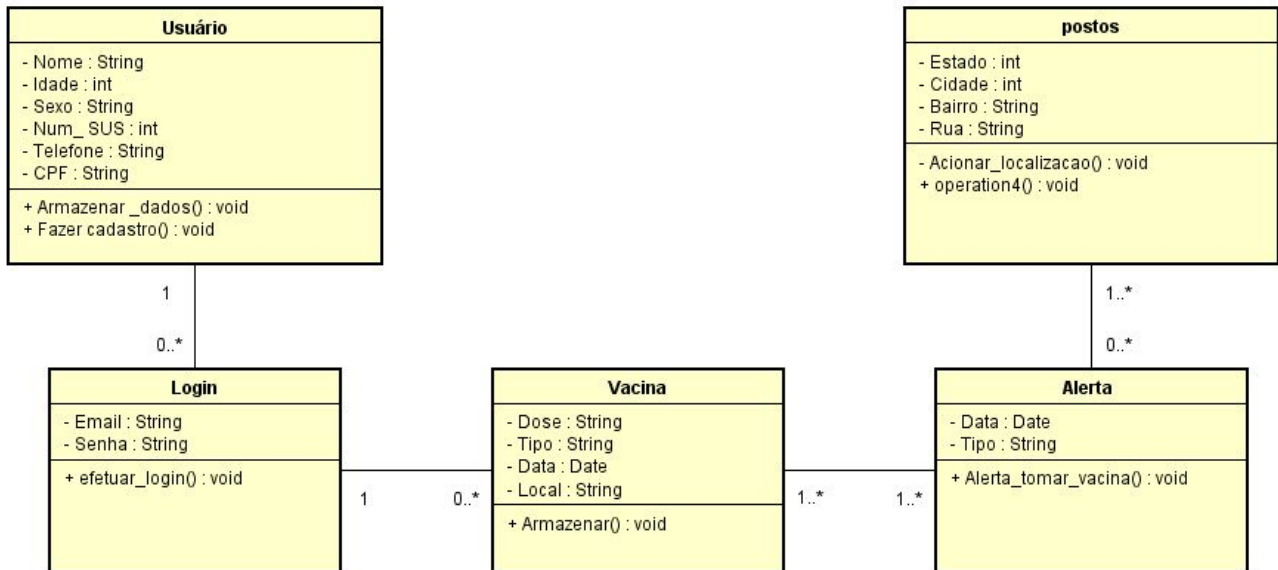 Usuário
- Nome : String
- Idade : int
- Sexo : String
- Num_ SUS : int
- Telefone : String
- CPF : String
+ Armazenar _dados() : void
+ Fazer cadastro() : void
postos
- Estado : int
- Cidade : int
- Bairro : String
- Rua : String
- Acionar_localizacao() : void
+ operation4() : void
1
0..*
1..*
0..*
Login
- Email : String
- Senha : String
+ efetuar_login() : void
1
0..*
Vacina
- Dose : String
- Tipo : String
- Data : Date
- Local : String
+ Armazenar() : void
1..*
1..*
Alerta
- Data : Date
- Tipo : String
+ Alerta_tomar_vacina() : void